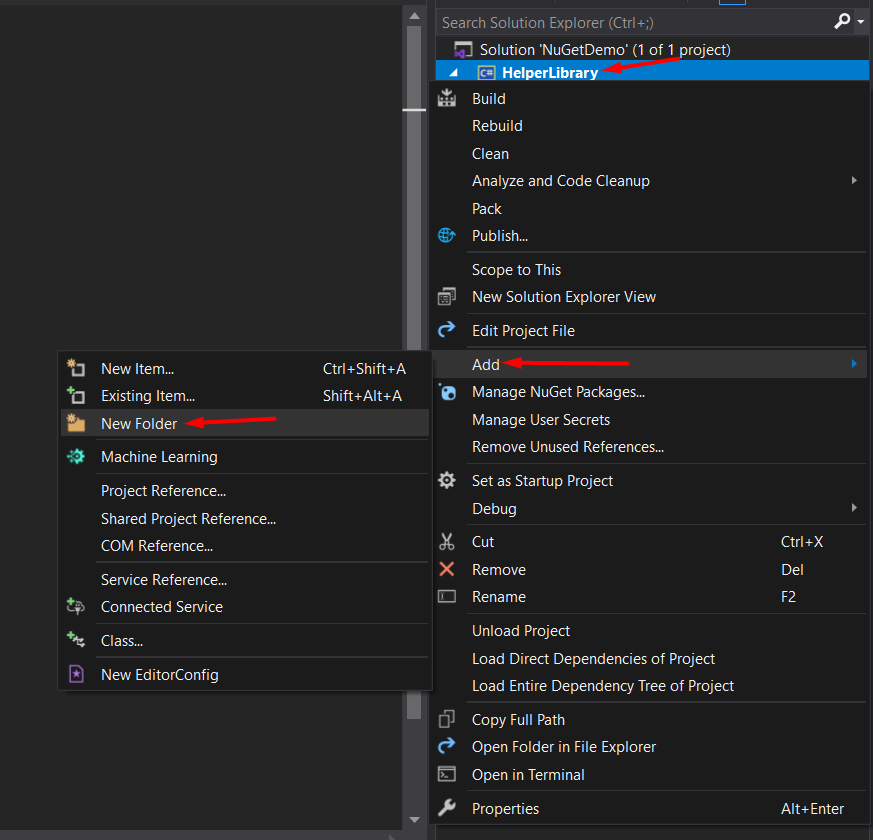 Search Solution Explorer (Ctrl+;)
Solution 'NuGetDemo' (1 of 1 project)
C# HelperLibrary
Build
Rebuild
Clean
Analyze and Code Cleanup
Pack
Publish...
Scope to This
New Solution Explorer View
Edit Project File
Add
Manage NuGet Packages...
Manage User Secrets
Remove Unused References...
Set as Startup Project
Debug
Cut Ctrl+X
Remove Del
Rename F2
Unload Project
Load Direct Dependencies of Project
Load Entire Dependency Tree of Project
Copy Full Path
Open Folder in File Explorer
Open in Terminal
Properties Alt+Enter
New Item... Ctrl+Shift+A
Existing Item... Shift+Alt+A
New Folder
Machine Learning
Project Reference...
Shared Project Reference...
COM Reference...
Service Reference...
Connected Service
Class...
New EditorConfig